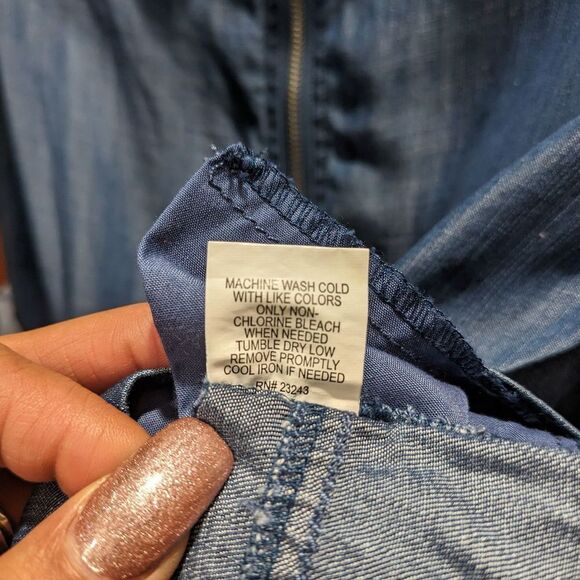 MACHINE WASH COLD
WITH LIKE COLORS
ONLY NON-
CHLORINE BLEACH
WHEN NEEDED
TUMBLE DRY LOW
REMOVE PROMPTLY
COOL IRON IF NEEDED
RN# 23243